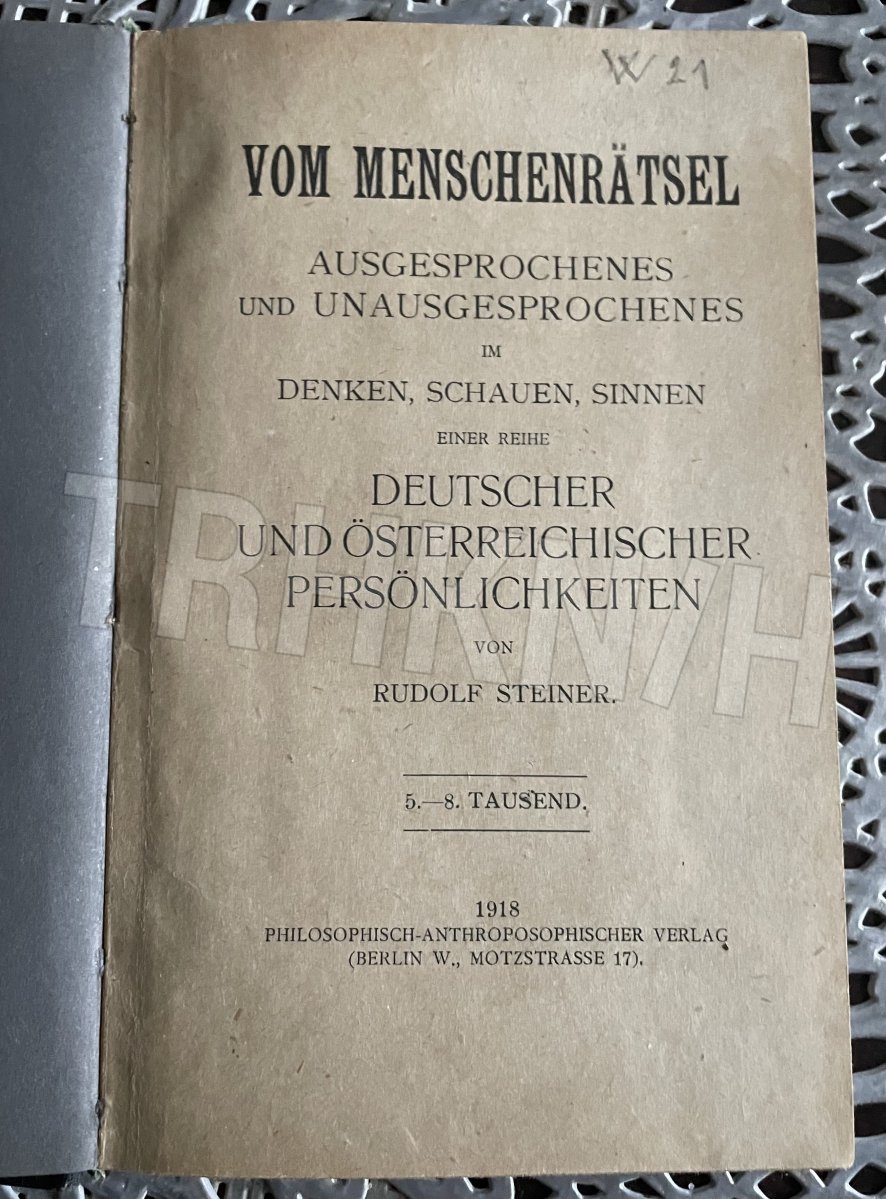 W 21
VOM MENSCHENRÄTSEL
AUSGESPROCHENES
UND UNAUSGESPROCHENES
IM
DENKEN, SCHAUEN, SINNEN
EINER REIHE
DEUTSCHER
UND ÖSTERREICHISCHER
PERSÖNLICHKEITEN
VON
RUDOLF STEINER.
5.—8. TAUSEND.
1918
PHILOSOPHISCH-ANTHROPOSOPHISCHER VERLAG
(BERLIN W., MOTZSTRASSE 17).
TRHKN/H